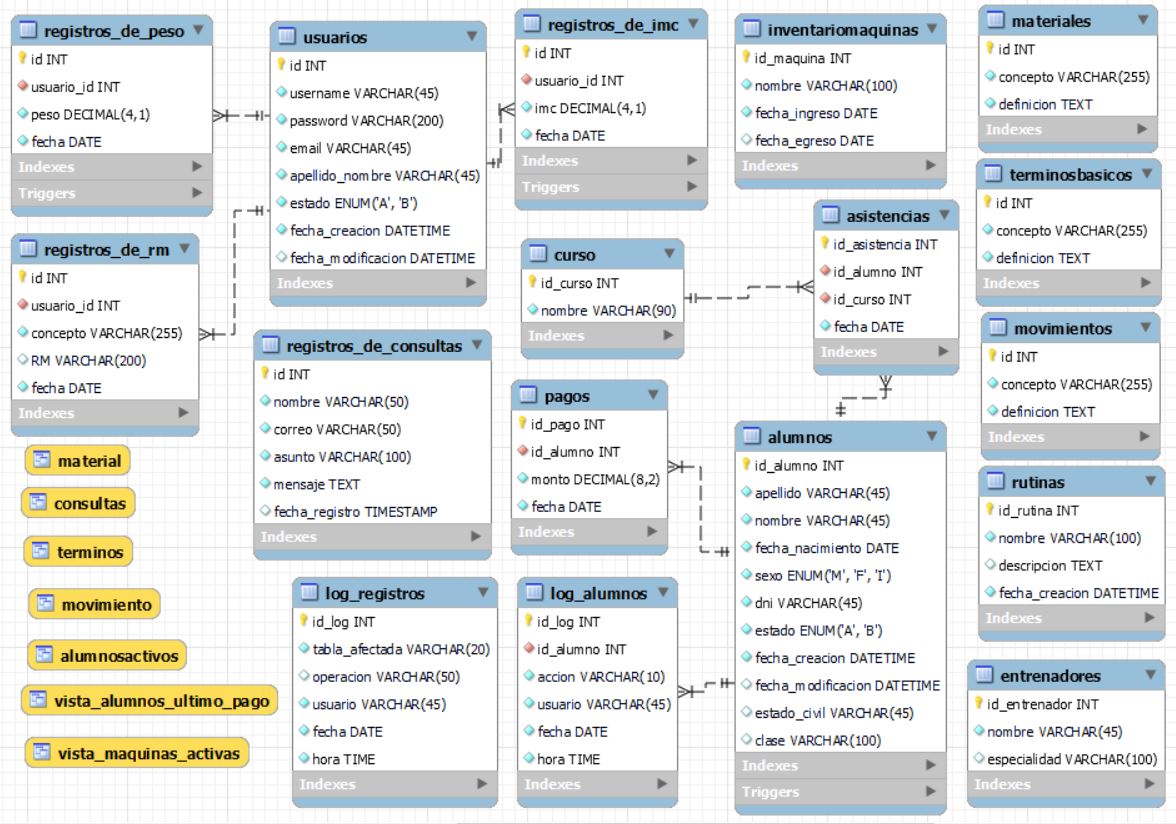 registros_de_peso
id INT
usuario_id INT
peso DECIMAL(4,1)
fecha DATE
Indexes
Triggers
usuarios
id INT
username VARCHAR(45)
password VARCHAR(200)
email VARCHAR(45)
apellido_nombre VARCHAR(45)
estado ENUM('A', 'B')
fecha_creacion DATETIME
fecha_modificacion DATETIME
Indexes
registros_de_imc
id INT
usuario_id INT
imc DECIMAL(4,1)
fecha DATE
Indexes
Triggers
inventariomaquinas
id_maquina INT
nombre VARCHAR(100)
fecha_ingreso DATE
fecha_egreso DATE
Indexes
materiales
id INT
concepto VARCHAR(255)
definicion TEXT
Indexes
terminosbasicos
id INT
concepto VARCHAR(255)
definicion TEXT
Indexes
registros_de_rm
id INT
usuario_id INT
concepto VARCHAR(255)
RM VARCHAR(200)
fecha DATE
Indexes
curso
id_curso INT
nombre VARCHAR(90)
Indexes
asistencias
id_asistencia INT
id_alumno INT
id_curso INT
fecha DATE
Indexes
movimientos
id INT
concepto VARCHAR(255)
definicion TEXT
Indexes
registros_de_consultas
id INT
nombre VARCHAR(50)
correo VARCHAR(50)
asunto VARCHAR(100)
mensaje TEXT
fecha_registro TIMESTAMP
Indexes
pagos
id_pago INT
id_alumno INT
monto DECIMAL(8,2)
fecha DATE
Indexes
alumnos
id_alumno INT
apellido VARCHAR(45)
nombre VARCHAR(45)
fecha_nacimiento DATE
sexo ENUM('M', 'F', 'I')
dni VARCHAR(45)
estado ENUM('A', 'B')
fecha_creacion DATETIME
fecha_modificacion DATETIME
estado_civil VARCHAR(45)
clase VARCHAR(100)
Indexes
Triggers
rutinas
id_rutina INT
nombre VARCHAR(100)
descripcion TEXT
fecha_creacion DATETIME
Indexes
material
consultas
terminos
movimiento
alumnosactivos
vista_alumnos_ultimo_pago
vista_maquinas_activas
log_registros
id_log INT
tabla_afectada VARCHAR(20)
operacion VARCHAR(50)
usuario VARCHAR(45)
fecha DATE
hora TIME
Indexes
log_alumnos
id_log INT
id_alumno INT
accion VARCHAR(10)
usuario VARCHAR(45)
fecha DATE
hora TIME
Indexes
entrenadores
id_entrenador INT
nombre VARCHAR(45)
especialidad VARCHAR(100)
Indexes